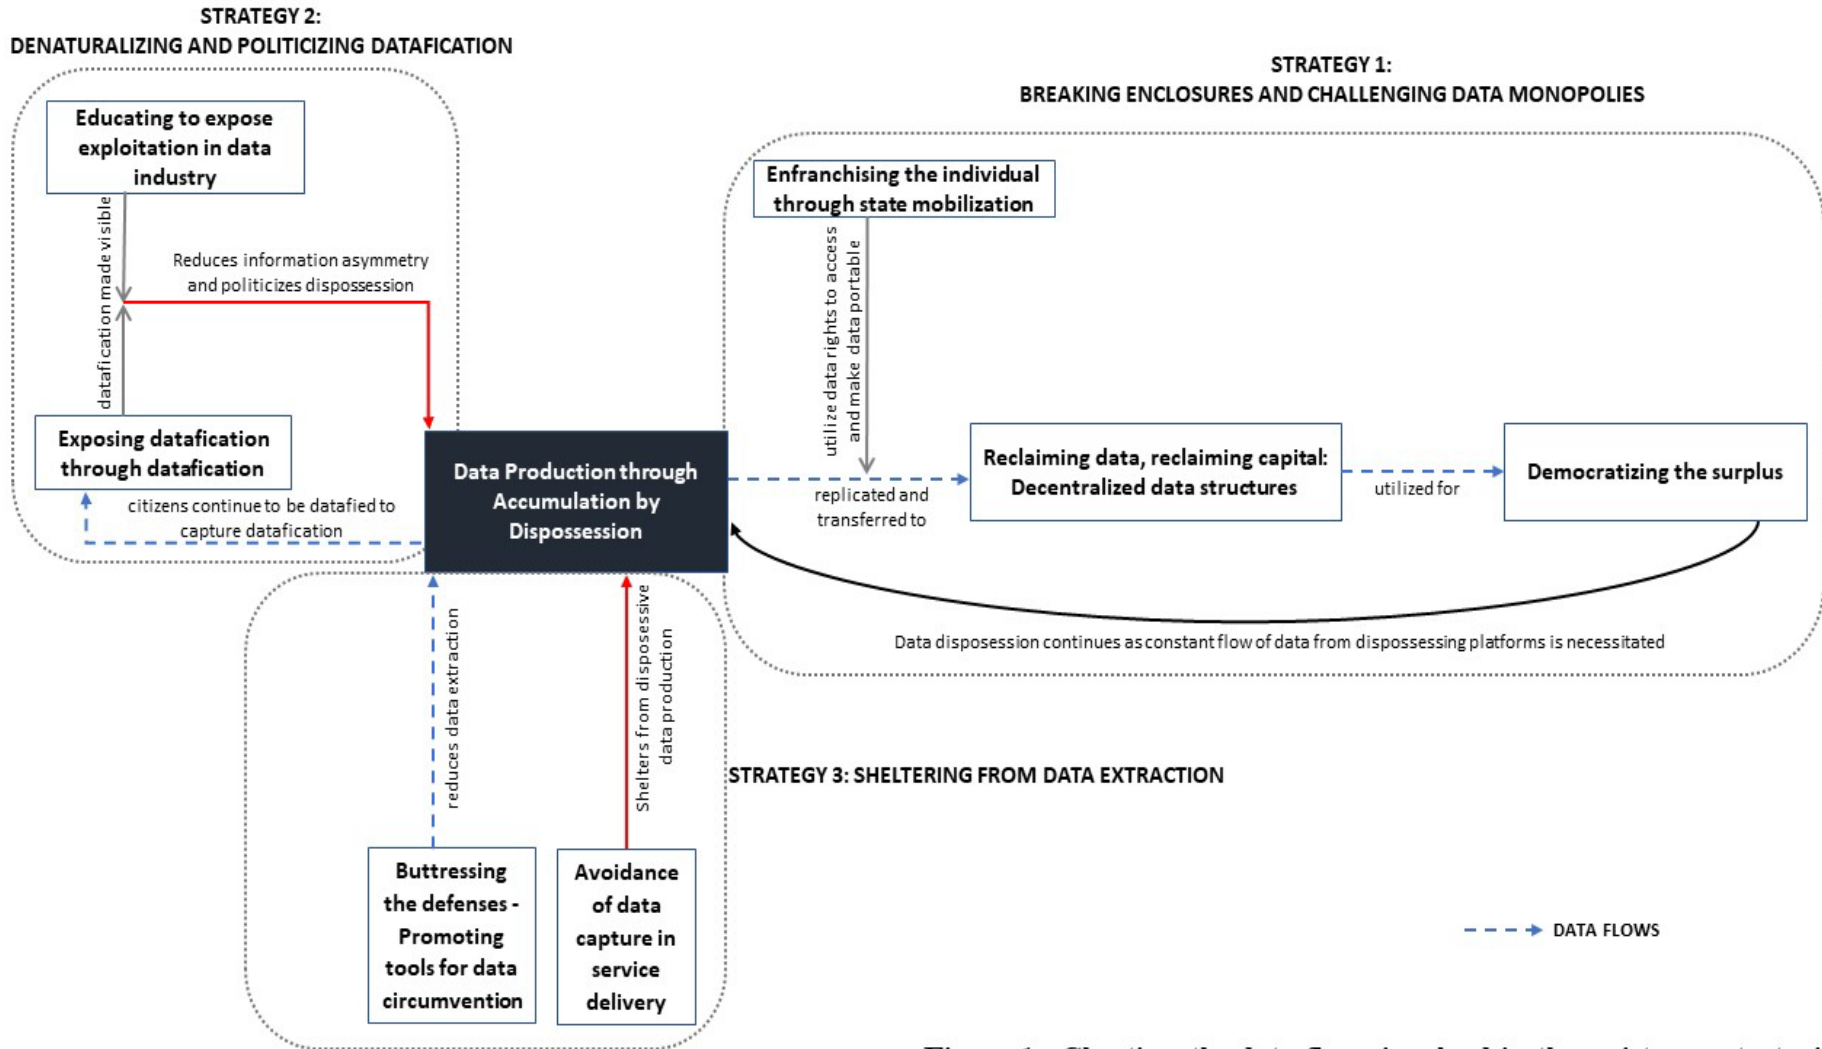 STRATEGY 2:
DENATURALIZING AND POLITICIZING DATAFICATION
Educating to expose
exploitation in data
industry
datafication made visible
Reduces information asymmetry
and politicizes dispossession
Exposing datafication
through datafication
citizens continue to be datafied to
capture datafication
STRATEGY 1:
BREAKING ENCLOSURES AND CHALLENGING DATA MONOPOLIES
Enfranchising the individual
through state mobilization
utilize data rights to access
and make data portable
Data Production through
Accumulation by
Dispossession
replicated and
transferred to
Reclaiming data, reclaiming capital:
Decentralized data structures
utilized for
Democratizing the surplus
Data disposession continues as constant flow of data from dispossessing platforms is necessitated
reduces data extraction
Shelters from disposessive
data production
STRATEGY 3: SHELTERING FROM DATA EXTRACTION
Buttressing
the defenses -
Promoting
tools for data
circumvention
Avoidance
of data
capture in
service
delivery
DATA FLOWS